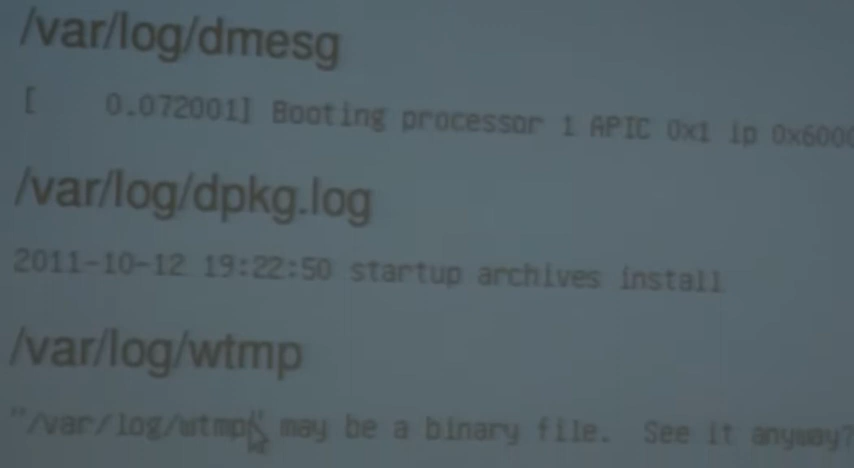 /var/log/dmesg
[    0.072001] Booting processor 1 APIC 0x1 ip 0x6000
/var/log/dpkg.log
2011-10-12 19:22:50 startup archives install
/var/log/wtmp
"/var/log/wtmp" may be a binary file.  See it anyway?